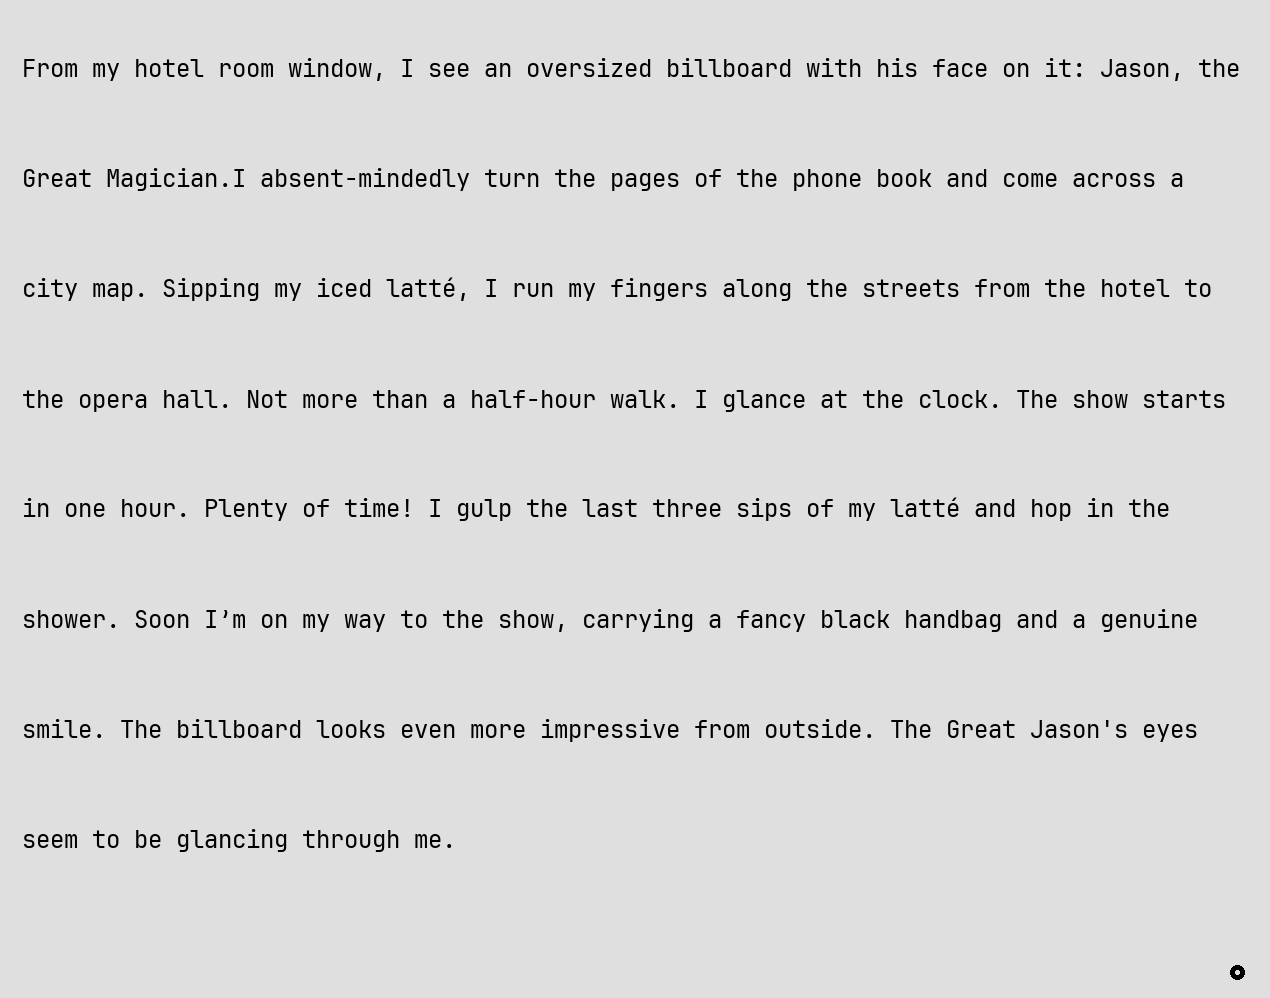 From my hotel room window, I see an oversized billboard with his face on it: Jason, the
Great Magician.I absent-mindedly turn the pages of the phone book and come across a
city map. Sipping my iced latté, I run my fingers along the streets from the hotel to
the opera hall. Not more than a half-hour walk. I glance at the clock. The show starts
in one hour. Plenty of time! I gulp the last three sips of my latté and hop in the
shower. Soon I’m on my way to the show, carrying a fancy black handbag and a genuine
smile. The billboard looks even more impressive from outside. The Great Jason's eyes
seem to be glancing through me.